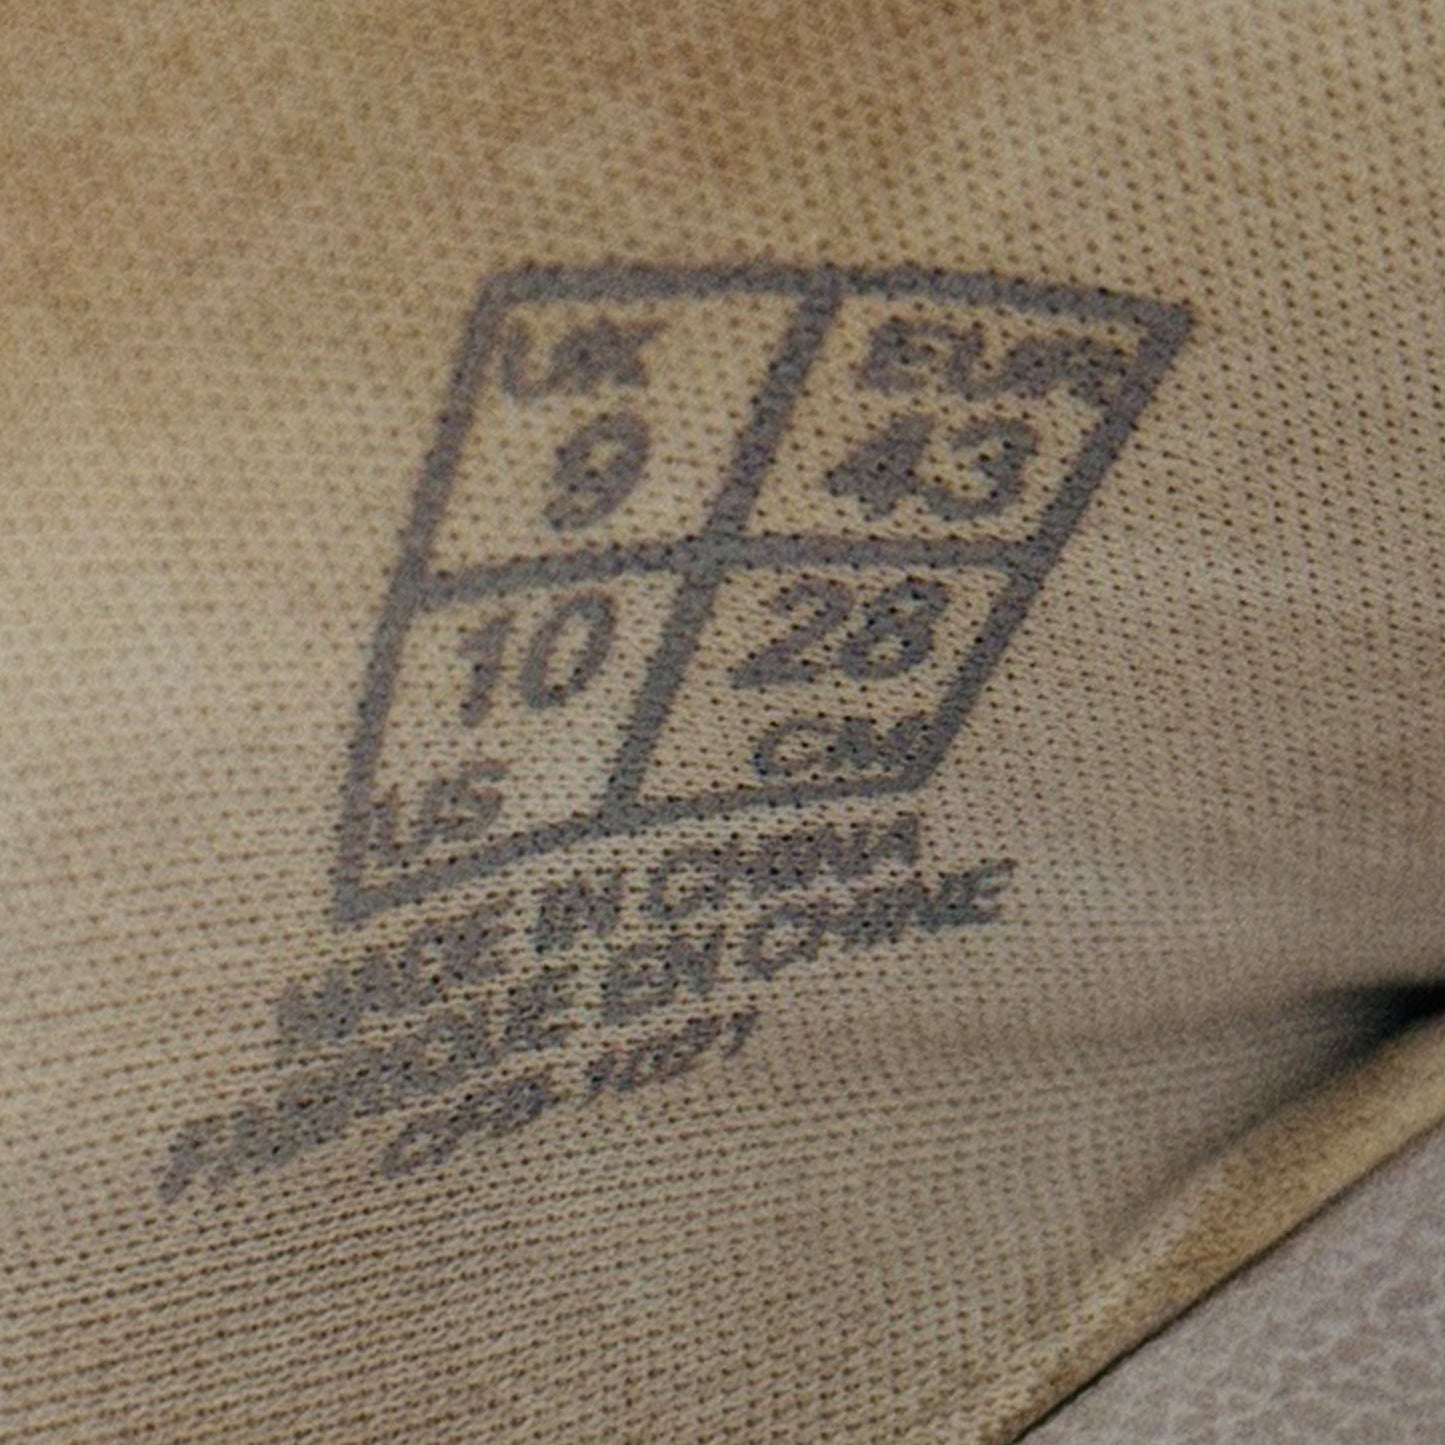 UK EUR
9 43
10 28
US CM
MADE IN CHINA
FABRIQUE EN CHINE